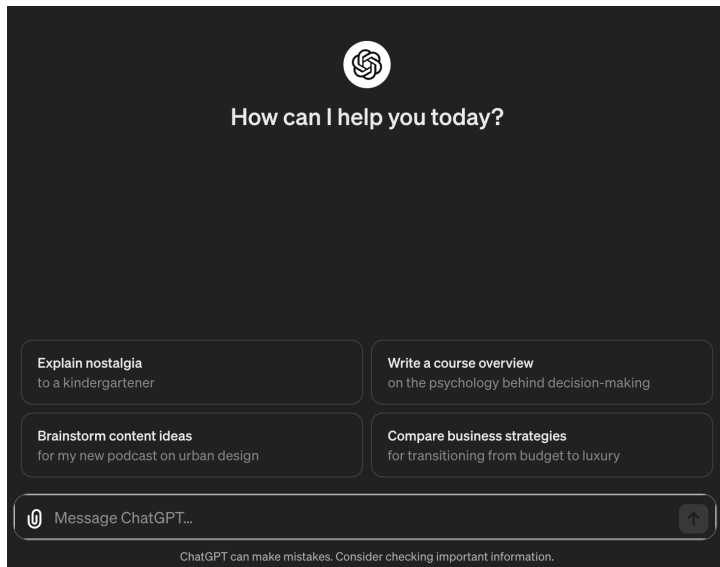 How can I help you today?
Explain nostalgia
to a kindergartener
Write a course overview
on the psychology behind decision-making
Brainstorm content ideas
for my new podcast on urban design
Compare business strategies
for transitioning from budget to luxury
Message ChatGPT...
ChatGPT can make mistakes. Consider checking important information.